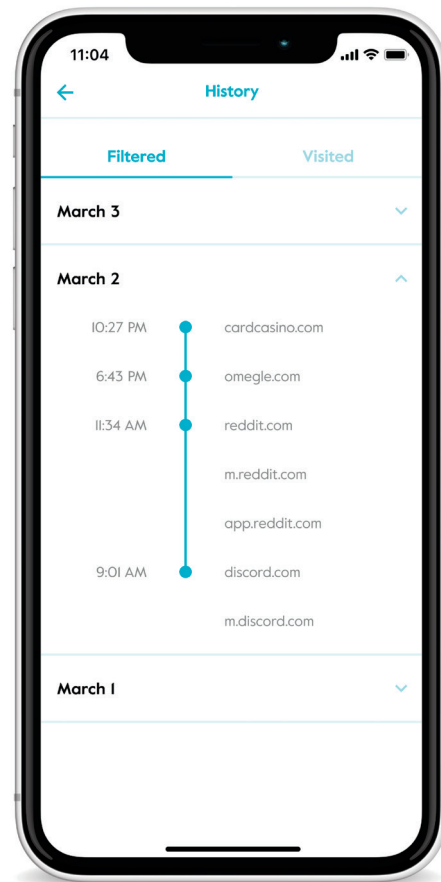 11:04
History
Filtered Visited
March 3
March 2
10:27 PM cardcasino.com
6:43 PM omegle.com
11:34 AM reddit.com
m.reddit.com
app.reddit.com
9:01 AM discord.com
m.discord.com
March 1